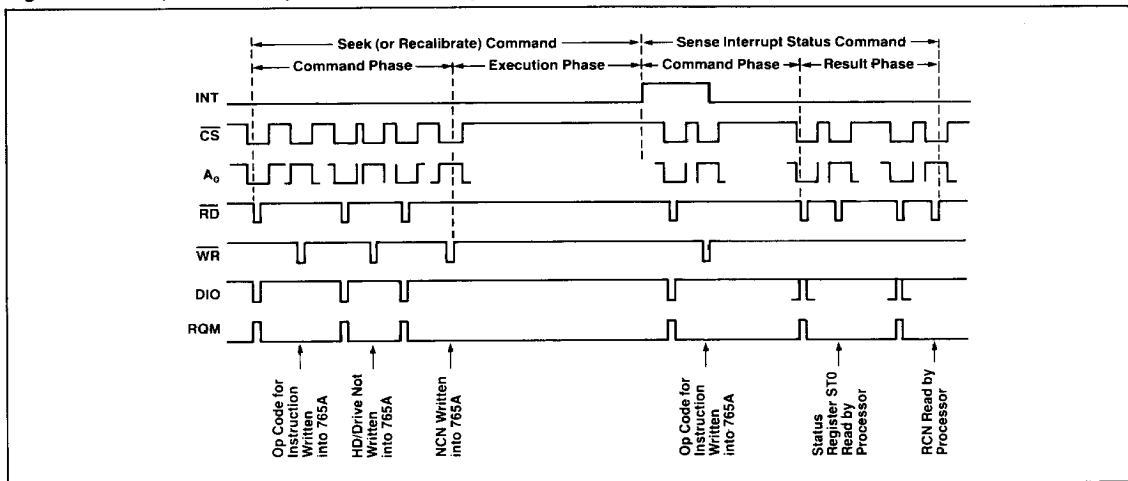 Seek (or Recalibrate) Command
Sense Interrupt Status Command
Command Phase
Execution Phase
Command Phase
Result Phase
INT
CS
A0
RD
WR
DIO
RQM
Op Code for
Instruction
Written
into 765A
HD/Drive Not
Written
into 765A
NCN Written
into 765A
Op Code for
Instruction
Written
into 765A
Status
Register ST0
Read by
Processor
RCN Read by
Processor